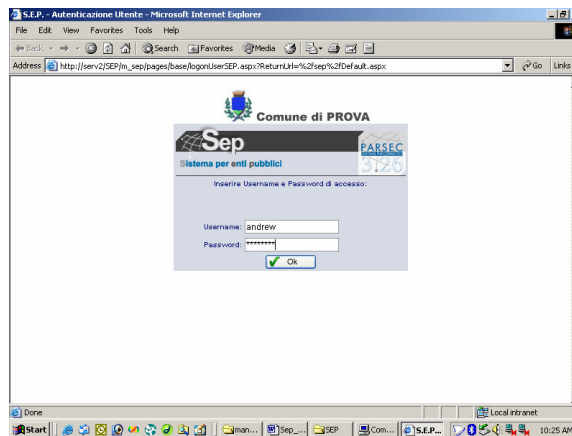 S.E.P. - Autenticazione Utente - Microsoft Internet Explorer
File Edit View Favorites Tools Help
Back Search Favorites Media
Address http://serv2/SEP/m_sep/pages/base/logonUserSEP.aspx?ReturnUrl=%2fsep%2fDefault.aspx Go Links
Comune di PROVA
Sep
PARSEC
3.26
Sistema per enti pubblici
Inserire Username e Password di accesso:
Username: andrew
Password: ********
Ok
Done Local intranet
Start man... Sep_... SEP Com... S.E.P... 10:25 AM